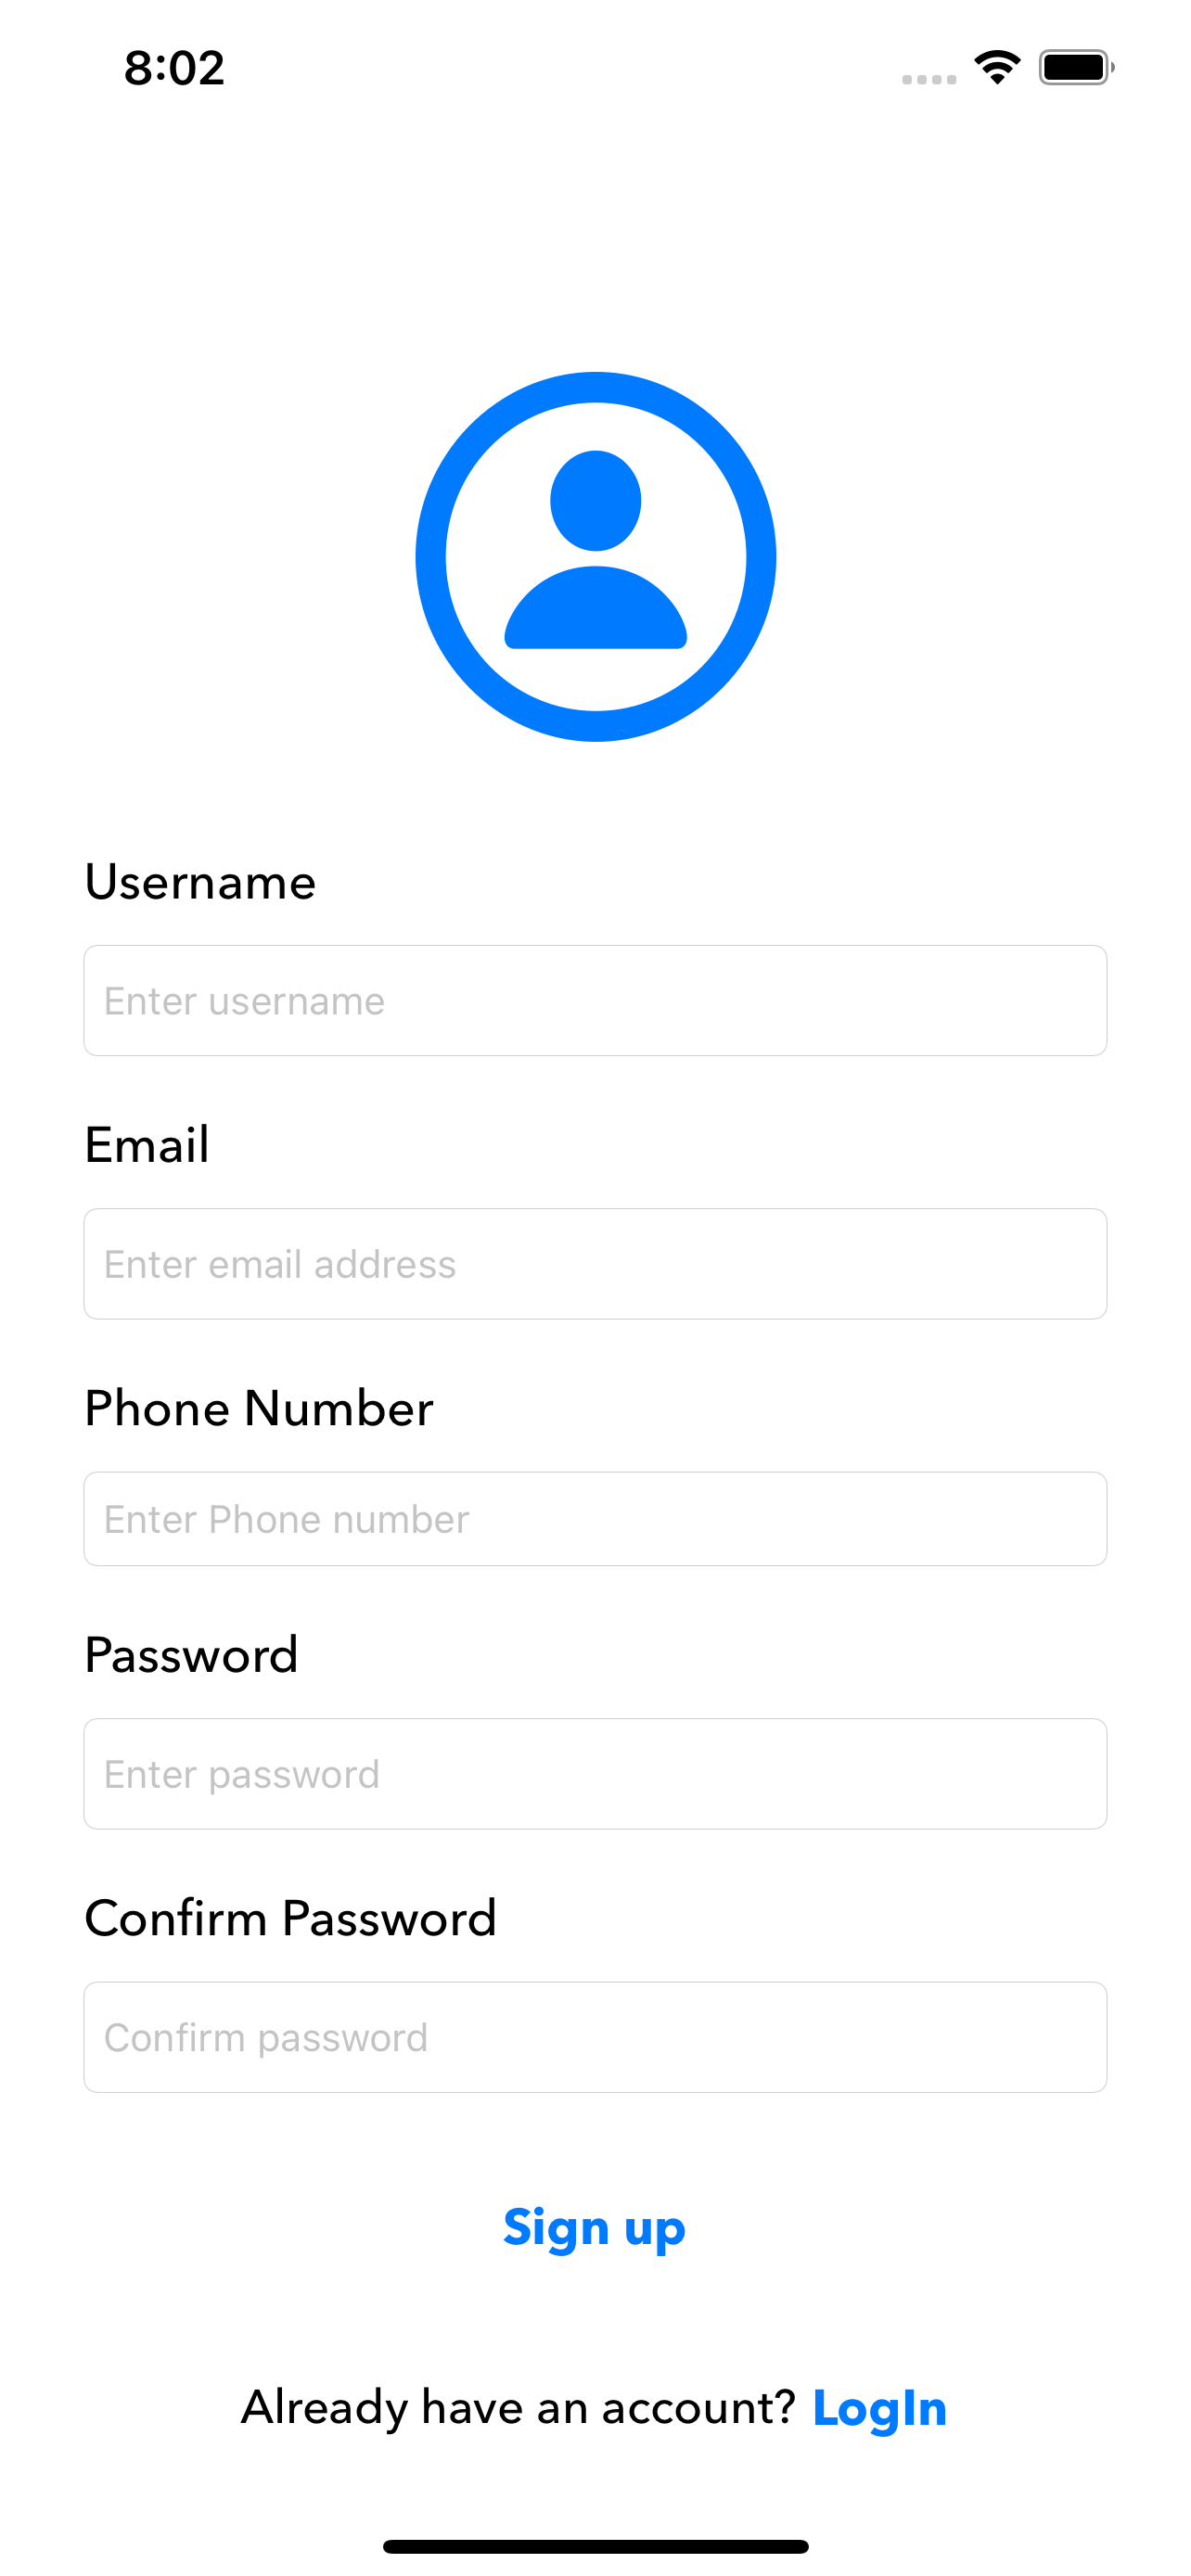 8:02
Username
Enter username
Email
Enter email address
Phone Number
Enter Phone number
Password
Enter password
Confirm Password
Confirm password
Sign up
Already have an account? LogIn